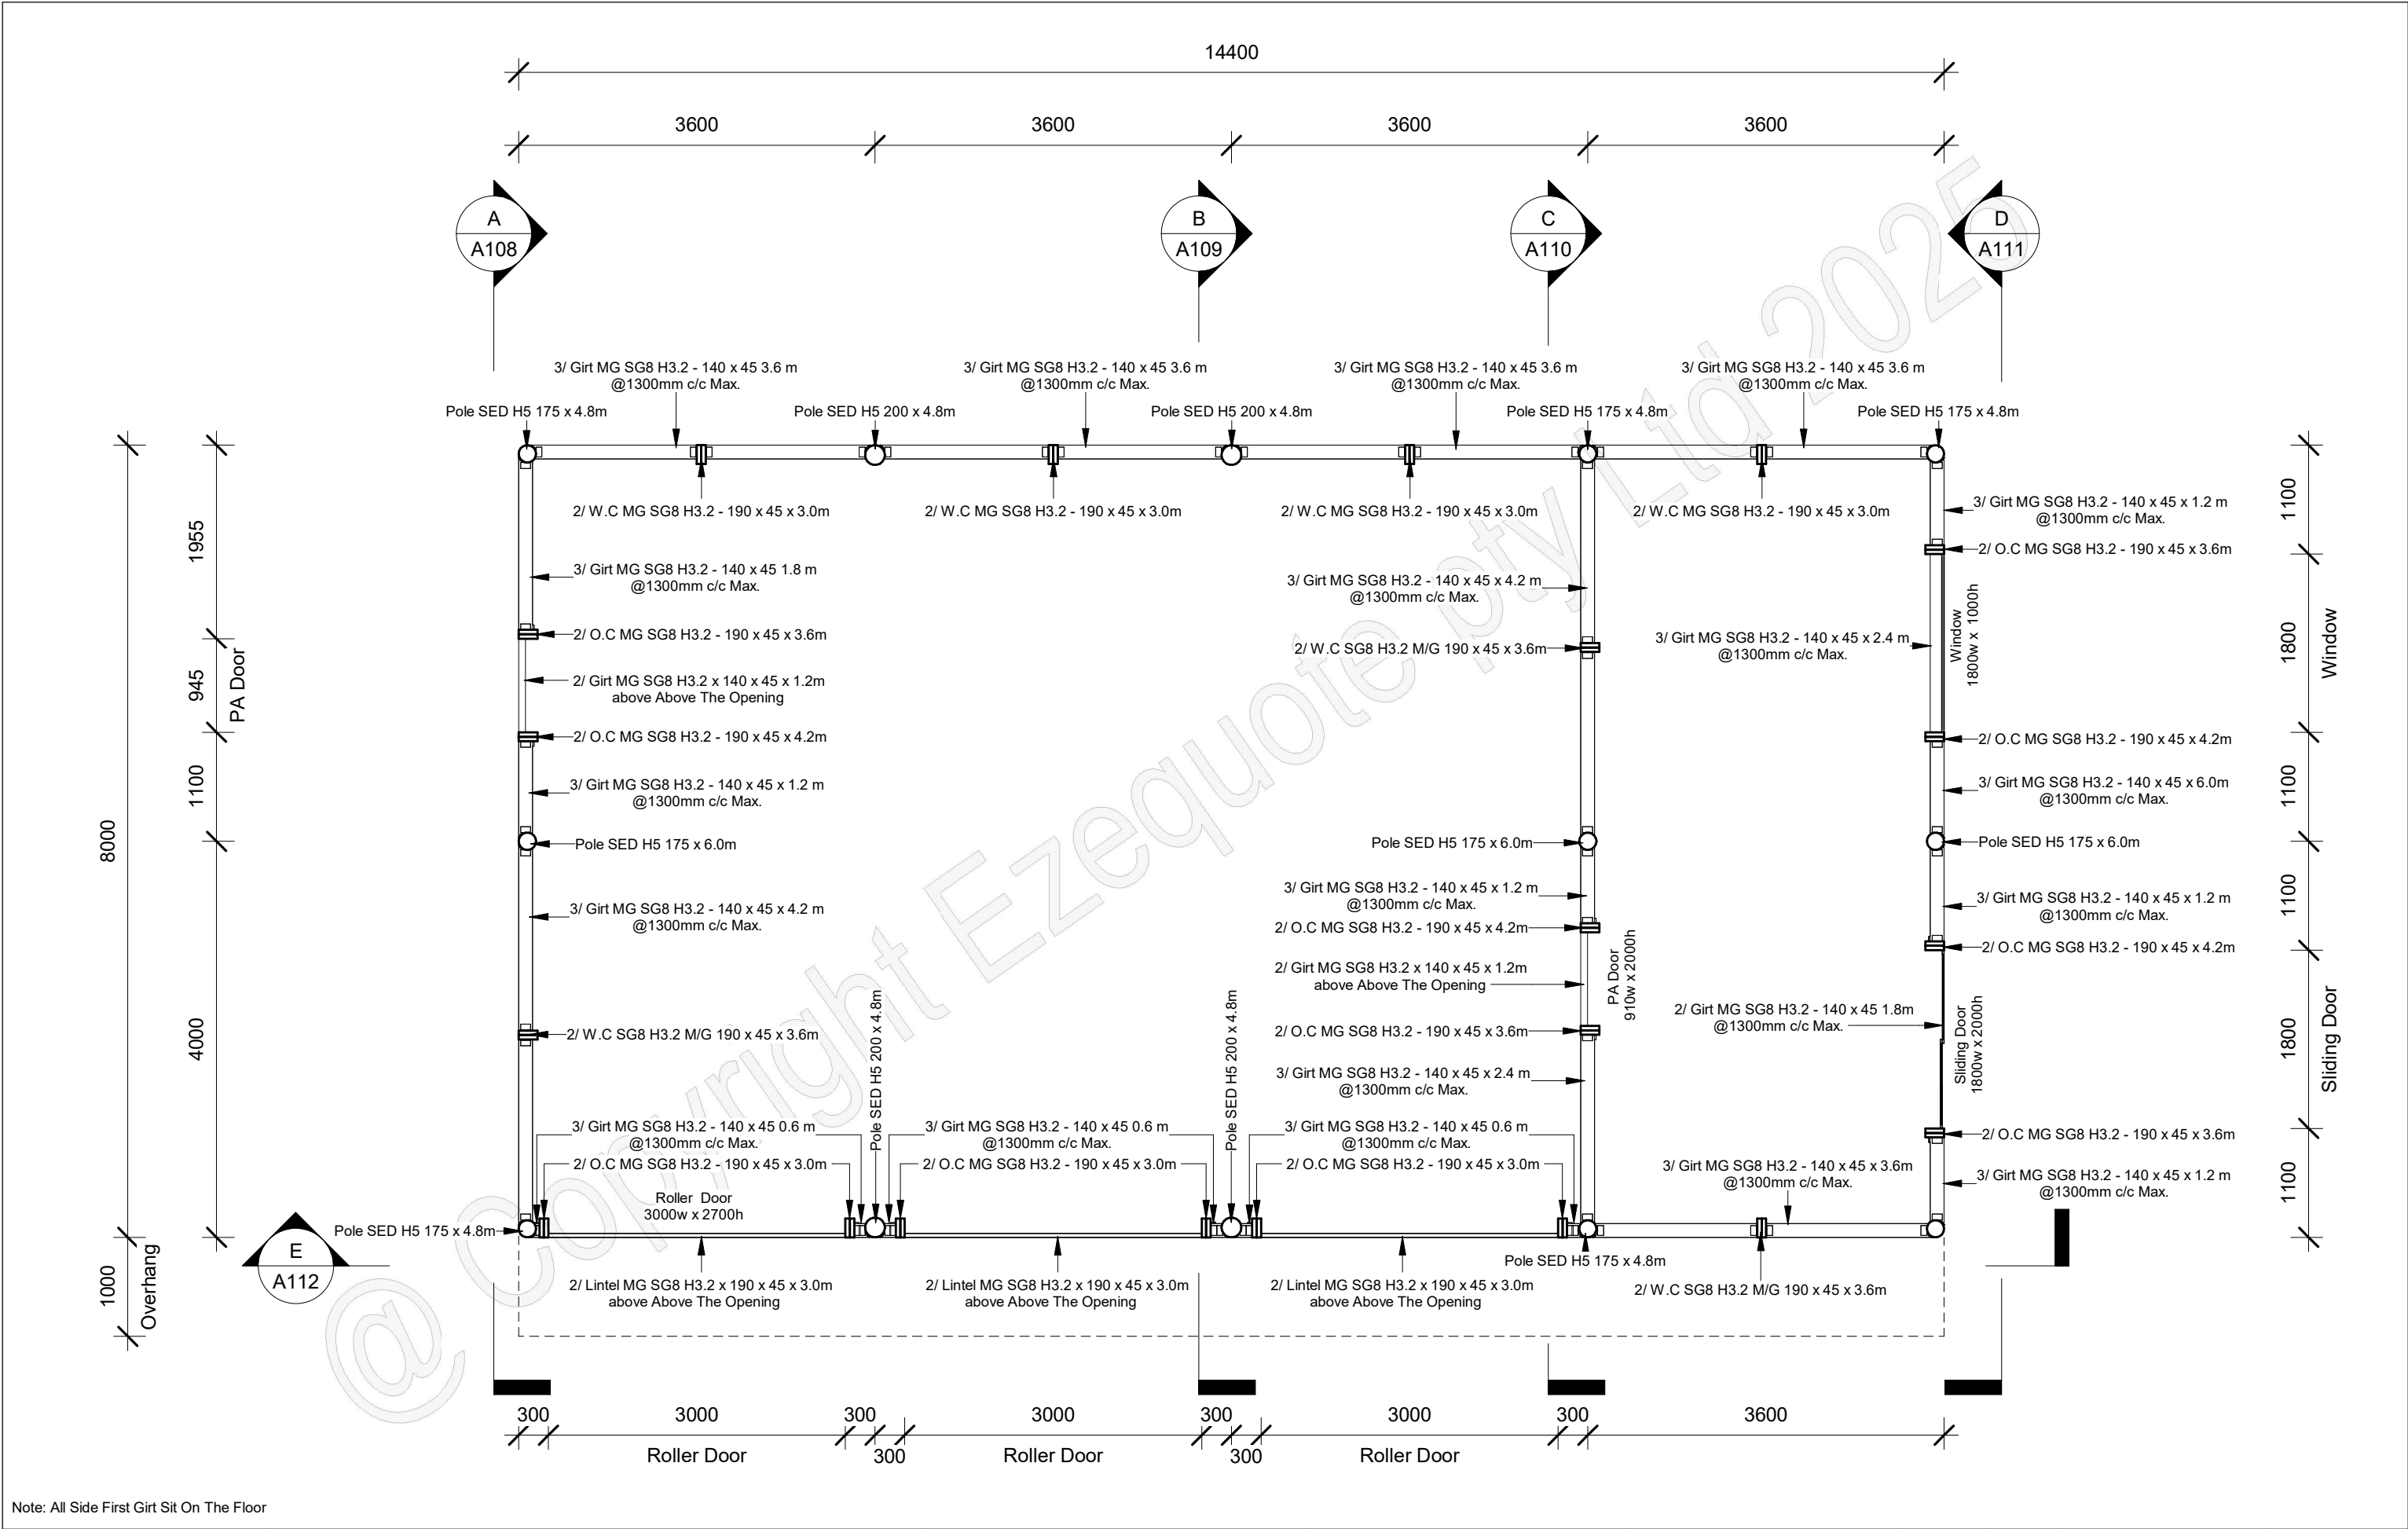 14400
3600
3600
3600
3600
A
A108
B
A109
C
A110
D
A111
3/ Girt MG SG8 H3.2 - 140 x 45 3.6 m
@1300mm c/c Max.
3/ Girt MG SG8 H3.2 - 140 x 45 3.6 m
@1300mm c/c Max.
3/ Girt MG SG8 H3.2 - 140 x 45 3.6 m
@1300mm c/c Max.
3/ Girt MG SG8 H3.2 - 140 x 45 3.6 m
@1300mm c/c Max.
Pole SED H5 175 x 4.8m
Pole SED H5 200 x 4.8m
Pole SED H5 200 x 4.8m
Pole SED H5 175 x 4.8m
Pole SED H5 175 x 4.8m
2/ W.C MG SG8 H3.2 - 190 x 45 x 3.0m
2/ W.C MG SG8 H3.2 - 190 x 45 x 3.0m
2/ W.C MG SG8 H3.2 - 190 x 45 x 3.0m
2/ W.C MG SG8 H3.2 - 190 x 45 x 3.0m
8000
1000
Overhang
1955
945
PA Door
1100
4000
3/ Girt MG SG8 H3.2 - 140 x 45 1.8 m
@1300mm c/c Max.
2/ O.C MG SG8 H3.2 - 190 x 45 x 3.6m
2/ Girt MG SG8 H3.2 x 140 x 45 x 1.2m
above Above The Opening
2/ O.C MG SG8 H3.2 - 190 x 45 x 4.2m
3/ Girt MG SG8 H3.2 - 140 x 45 x 1.2 m
@1300mm c/c Max.
Pole SED H5 175 x 6.0m
3/ Girt MG SG8 H3.2 - 140 x 45 x 4.2 m
@1300mm c/c Max.
2/ W.C SG8 H3.2 M/G 190 x 45 x 3.6m
3/ Girt MG SG8 H3.2 - 140 x 45 x 4.2 m
@1300mm c/c Max.
2/ W.C SG8 H3.2 M/G 190 x 45 x 3.6m
Pole SED H5 175 x 6.0m
3/ Girt MG SG8 H3.2 - 140 x 45 x 1.2 m
@1300mm c/c Max.
2/ O.C MG SG8 H3.2 - 190 x 45 x 4.2m
2/ Girt MG SG8 H3.2 x 140 x 45 x 1.2m
above Above The Opening
PA Door
910w x 2000h
2/ O.C MG SG8 H3.2 - 190 x 45 x 3.6m
3/ Girt MG SG8 H3.2 - 140 x 45 x 2.4 m
@1300mm c/c Max.
3/ Girt MG SG8 H3.2 - 140 x 45 x 2.4 m
@1300mm c/c Max.
Window
1800w x 1000h
2/ Girt MG SG8 H3.2 - 140 x 45 1.8m
@1300mm c/c Max.
Sliding Door
1800w x 2000h
3/ Girt MG SG8 H3.2 - 140 x 45 x 1.2 m
@1300mm c/c Max.
2/ O.C MG SG8 H3.2 - 190 x 45 x 3.6m
2/ O.C MG SG8 H3.2 - 190 x 45 x 4.2m
3/ Girt MG SG8 H3.2 - 140 x 45 x 6.0m
@1300mm c/c Max.
Pole SED H5 175 x 6.0m
3/ Girt MG SG8 H3.2 - 140 x 45 x 1.2 m
@1300mm c/c Max.
2/ O.C MG SG8 H3.2 - 190 x 45 x 4.2m
2/ O.C MG SG8 H3.2 - 190 x 45 x 3.6m
3/ Girt MG SG8 H3.2 - 140 x 45 x 1.2 m
@1300mm c/c Max.
1100
1800
Window
1100
1100
1800
Sliding Door
1100
Pole SED H5 200 x 4.8m
Pole SED H5 200 x 4.8m
3/ Girt MG SG8 H3.2 - 140 x 45 0.6 m
@1300mm c/c Max.
3/ Girt MG SG8 H3.2 - 140 x 45 0.6 m
@1300mm c/c Max.
3/ Girt MG SG8 H3.2 - 140 x 45 0.6 m
@1300mm c/c Max.
2/ O.C MG SG8 H3.2 - 190 x 45 x 3.0m
2/ O.C MG SG8 H3.2 - 190 x 45 x 3.0m
2/ O.C MG SG8 H3.2 - 190 x 45 x 3.0m
3/ Girt MG SG8 H3.2 - 140 x 45 x 3.6m
@1300mm c/c Max.
Roller Door
3000w x 2700h
Pole SED H5 175 x 4.8m
E
A112
Pole SED H5 175 x 4.8m
2/ Lintel MG SG8 H3.2 x 190 x 45 x 3.0m
above Above The Opening
2/ Lintel MG SG8 H3.2 x 190 x 45 x 3.0m
above Above The Opening
2/ Lintel MG SG8 H3.2 x 190 x 45 x 3.0m
above Above The Opening
2/ W.C SG8 H3.2 M/G 190 x 45 x 3.6m
300
3000
300
300
3000
300
300
3000
300
3600
Roller Door
Roller Door
Roller Door
Note: All Side First Girt Sit On The Floor
@ Copyright Ezequote pty Ltd 2025